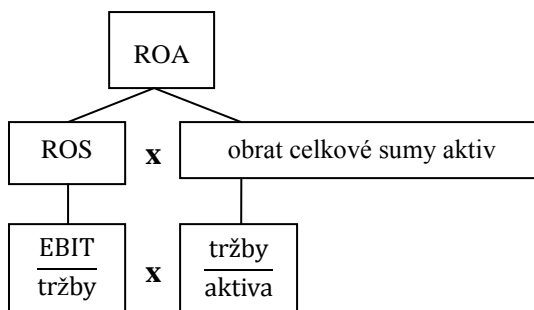 ROA
ROS x obrat celkové sumy aktiv
EBIT tržby
x
tržby aktiva